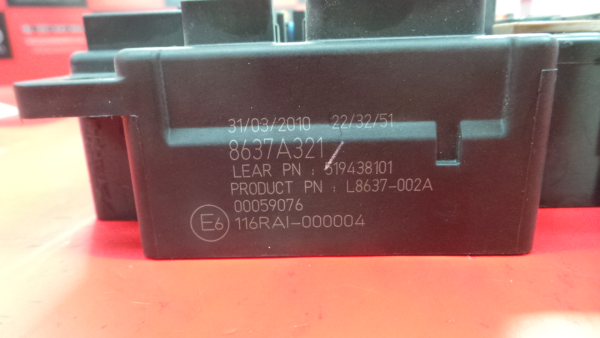 31/03/2010 22/32/51
8637A321
LEAR PN : 519438101
PRODUCT PN : L8637-002A
00059076
E6 116RAI-000004